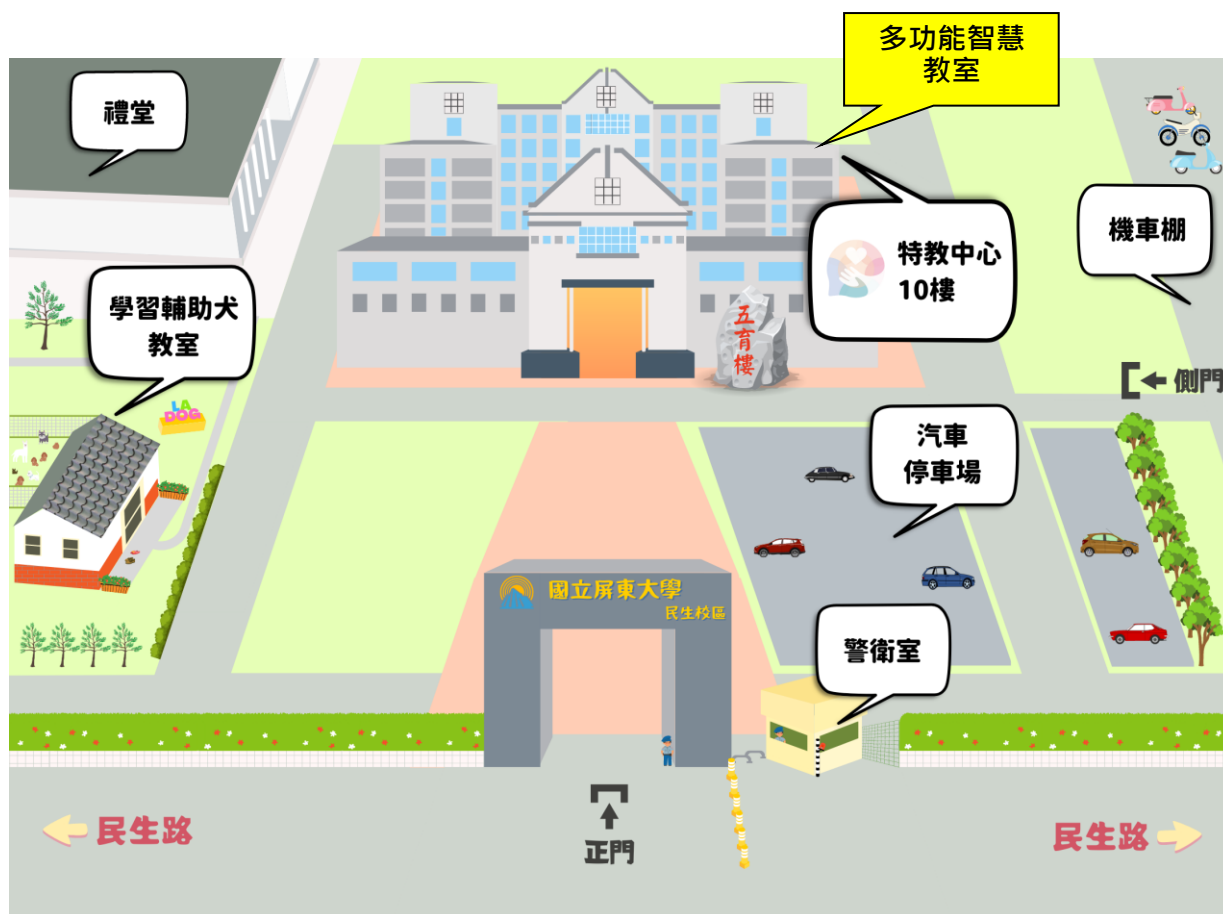 多功能智慧
教室
禮堂
機車棚
特教中心
10樓
學習輔助犬
教室
五育樓
側門
LA
DOG
汽車
停車場
國立屏東大學
民生校區
警衛室
民生路
正門
民生路